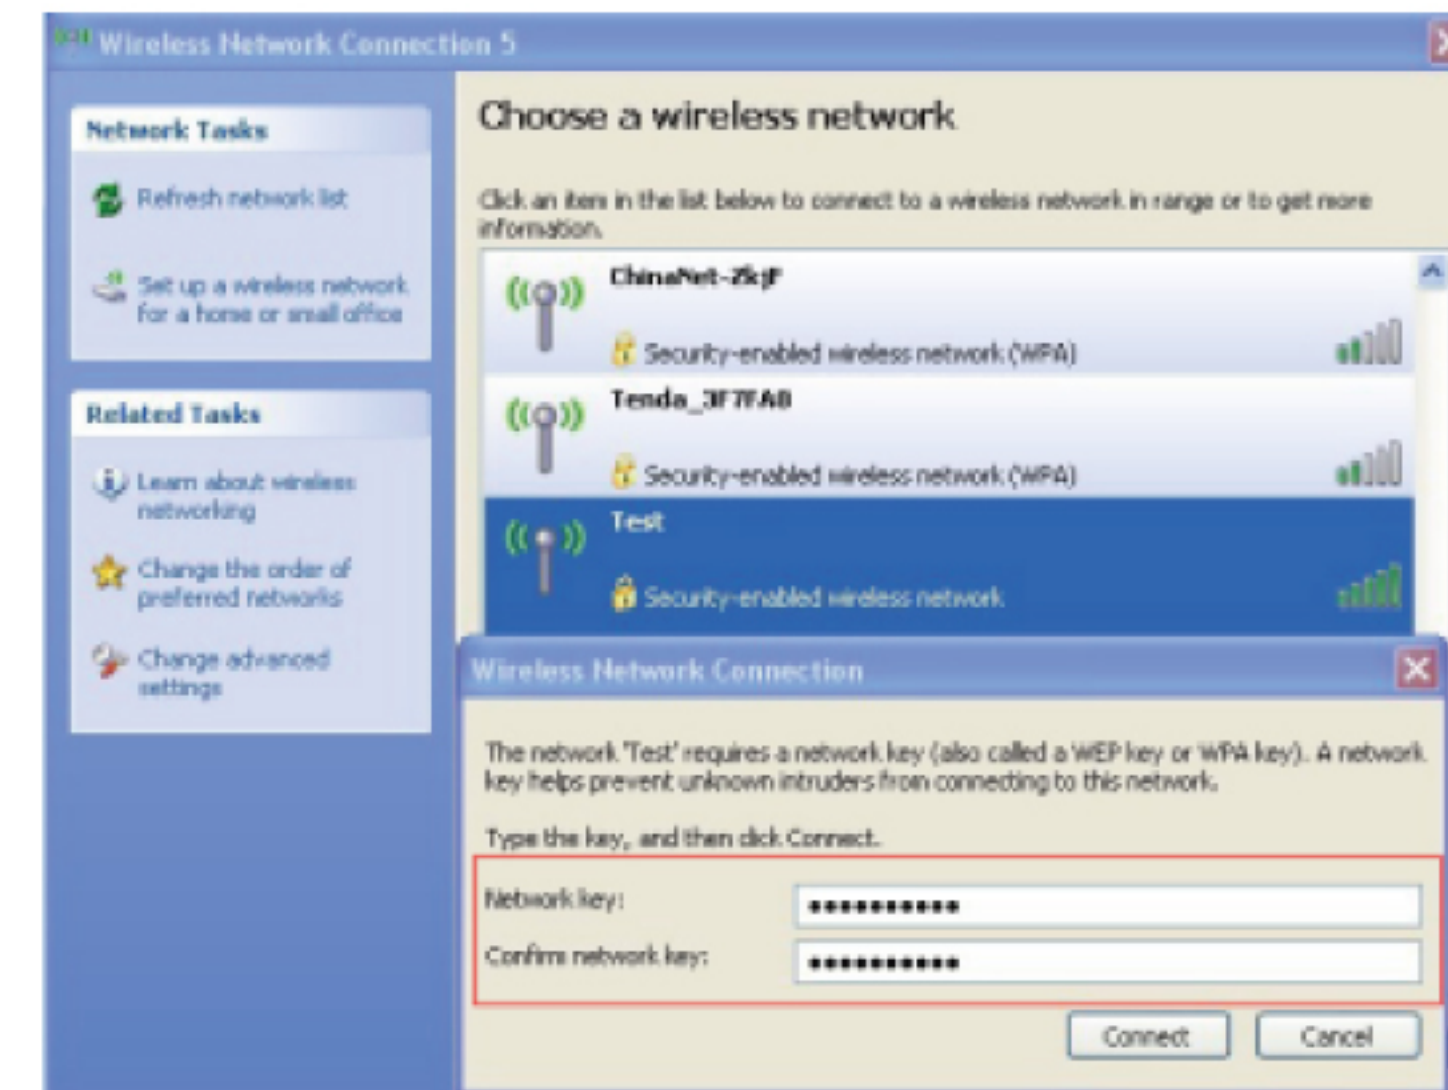 Wireless Network Connection 5
Network Tasks
Refresh network list
Set up a wireless network
for a home or small office
Related Tasks
Learn about wireless
networking
Change the order of
preferred networks
Change advanced
settings
Choose a wireless network
Click an item in the list below to connect to a wireless network in range or to get more
information.
Security-enabled wireless network (WPA)
Tenda_3F7FA8
Security-enabled wireless network (WPA)
Test
Security-enabled wireless network
Wireless Network Connection
The network 'Test' requires a network key (also called a WEP key or WPA key). A network
key helps prevent unknown intruders from connecting to this network.
Type the key, and then click Connect.
Network key: ••••••••••
Confirm network key: ••••••••••
Connect Cancel